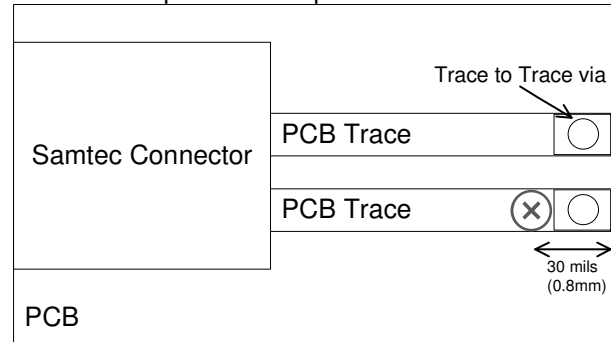 Trace to Trace via
PCB Trace
Samtec Connector
PCB Trace
30 mils
(0.8mm)
PCB